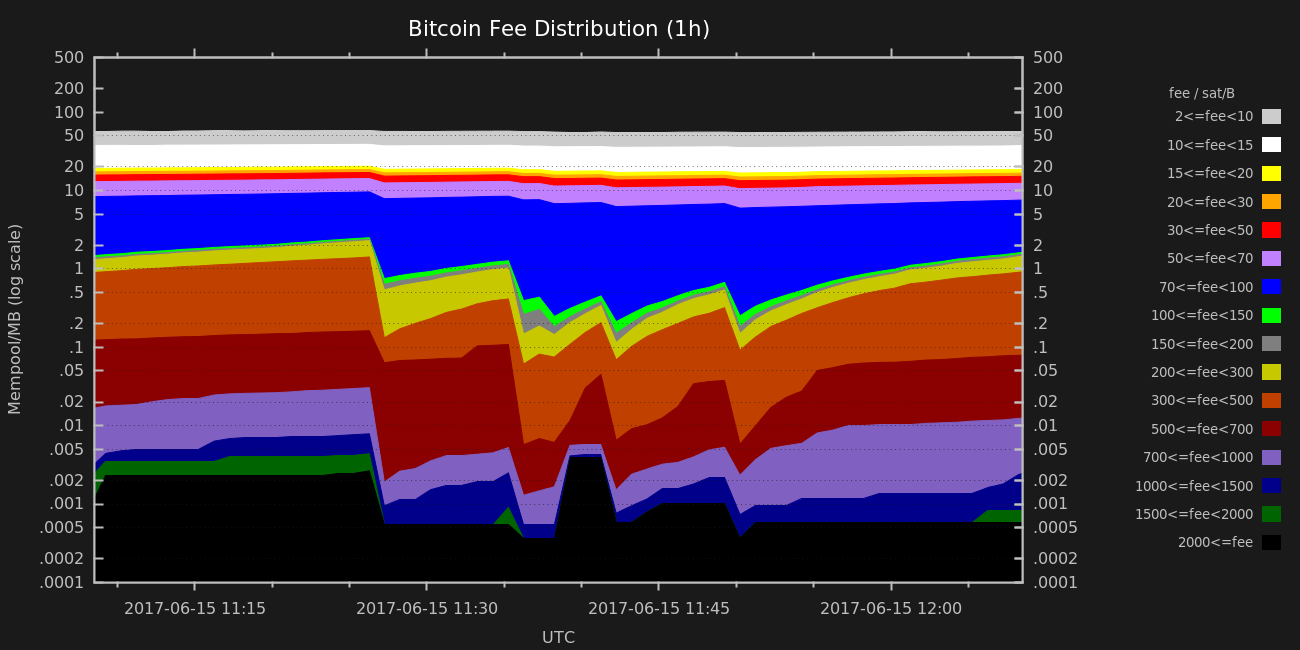 Bitcoin Fee Distribution (1h)
500
200
100
50
20
10
5
2
1
.5
.2
.1
.05
.02
.01
.005
.002
.001
.0005
.0002
.0001
Mempool/MB (log scale)
500
200
100
50
20
10
5
2
1
.5
.2
.1
.05
.02
.01
.005
.002
.001
.0005
.0002
.0001
2017-06-15 11:15
2017-06-15 11:30
2017-06-15 11:45
2017-06-15 12:00
UTC
fee / sat/B
2<=fee<10
10<=fee<15
15<=fee<20
20<=fee<30
30<=fee<50
50<=fee<70
70<=fee<100
100<=fee<150
150<=fee<200
200<=fee<300
300<=fee<500
500<=fee<700
700<=fee<1000
1000<=fee<1500
1500<=fee<2000
2000<=fee